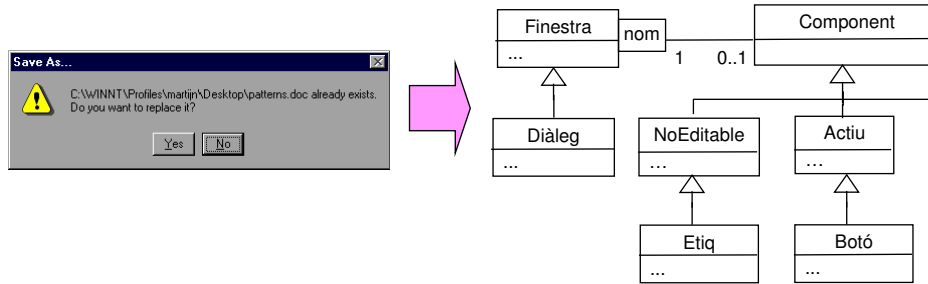 Save As...
C:\WINNT\Profiles\martijn\Desktop\patterns.doc already exists.
Do you want to replace it?
Yes No
Finestra
...
nom
1 0..1
Component
Diàleg
...
NoEditable
...
Actiu
...
Etiq
...
Botó
...